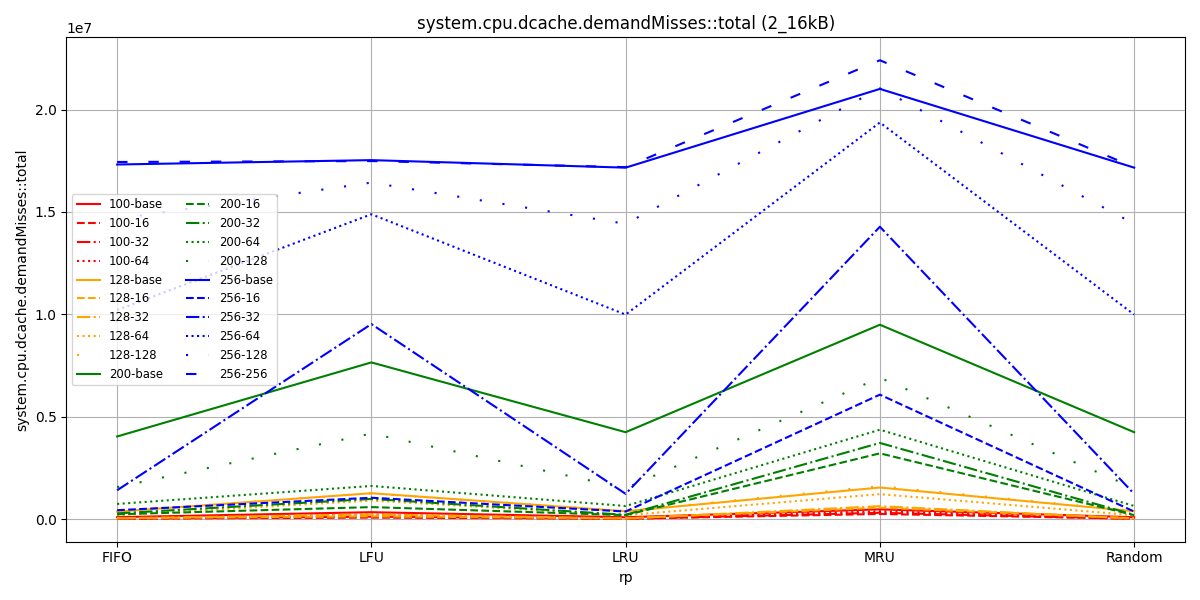 system.cpu.dcache.demandMisses::total (2_16kB)
1e7
system.cpu.dcache.demandMisses::total
2.0
1.5
1.0
0.5
0.0
100-base
100-16
100-32
100-64
128-base
128-16
128-32
128-64
128-128
200-base
200-16
200-32
200-64
200-128
256-base
256-16
256-32
256-64
256-128
256-256
FIFO
LFU
LRU
MRU
Random
rp